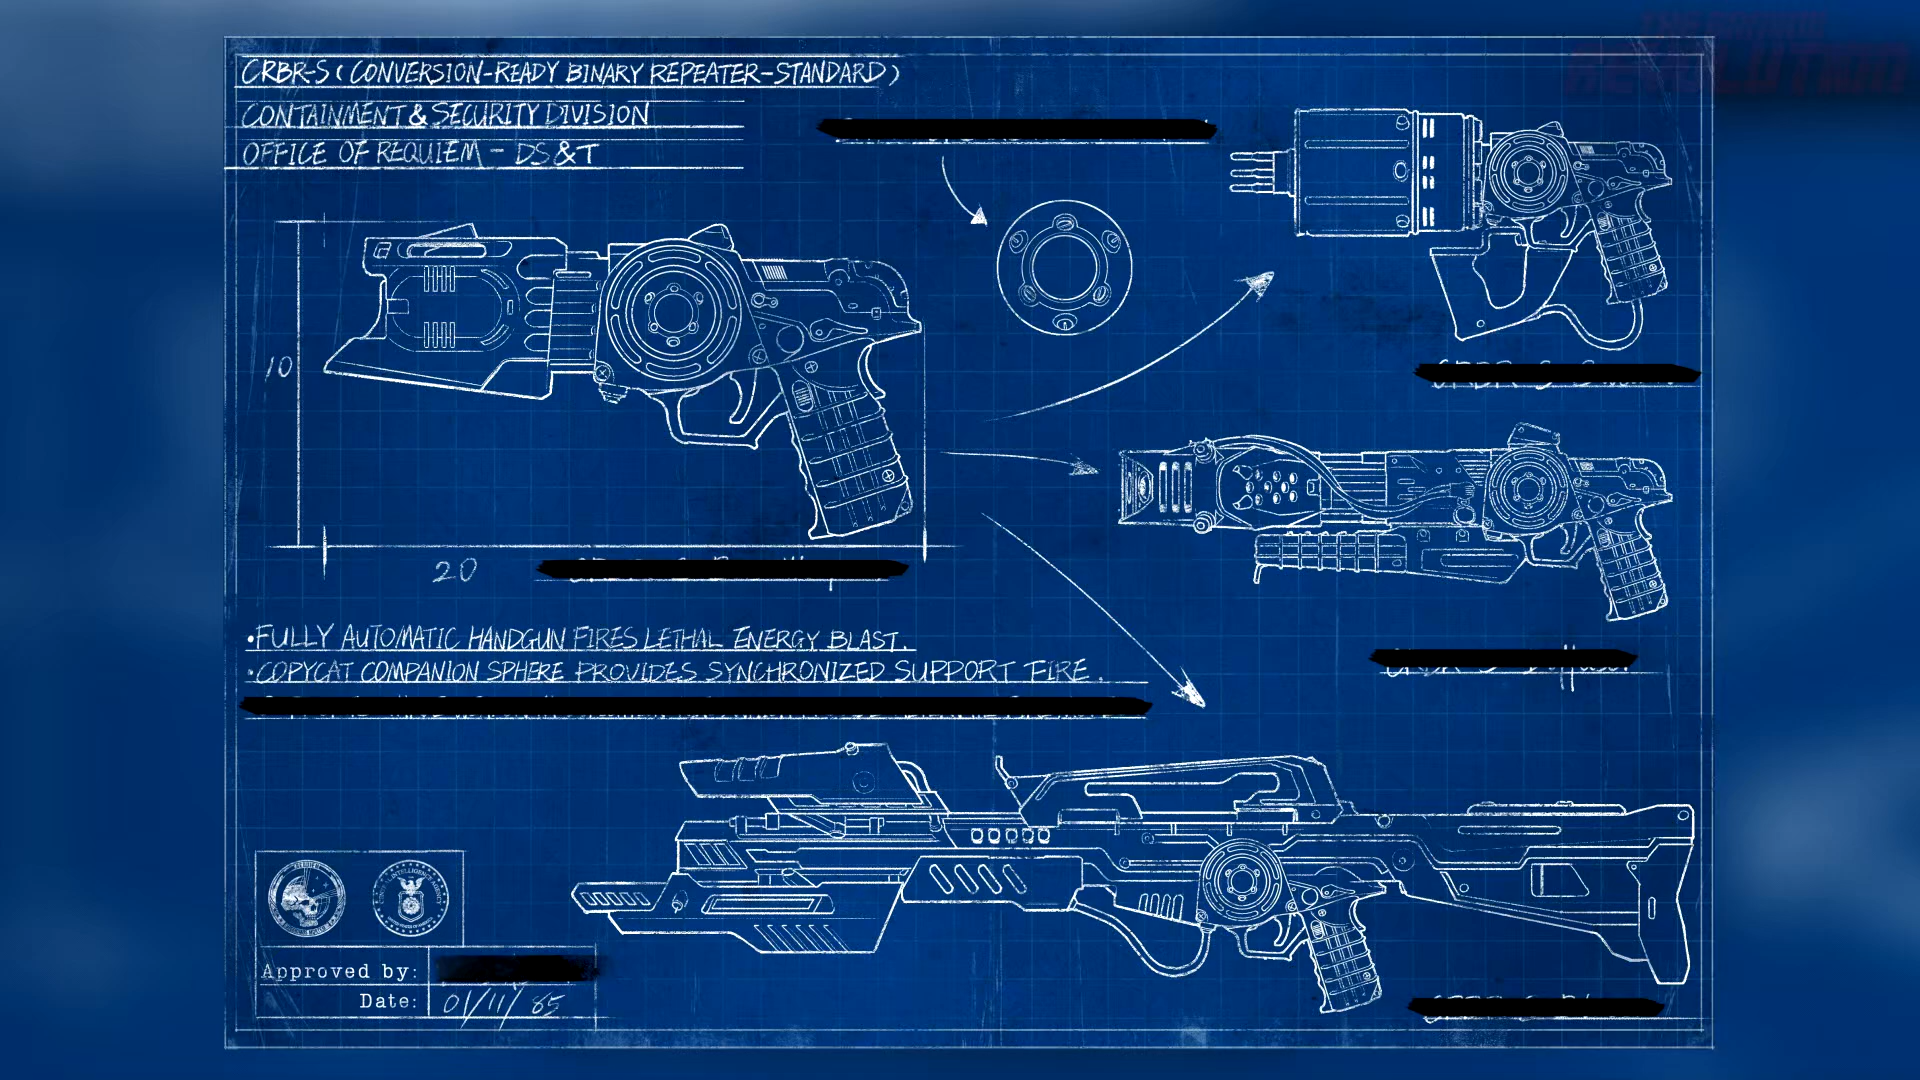 CRBR-S (CONVERSION-READY BINARY REPEATER-STANDARD)
CONTAINMENT & SECURITY DIVISION
OFFICE OF REQUIEM - DS&T
10
20
•FULLY AUTOMATIC HANDGUN FIRES LETHAL ENERGY BLAST.
•COPYCAT COMPANION SPHERE PROVIDES SYNCHRONIZED SUPPORT FIRE.
Approved by:
Date: 01/11/85
REVOLUTION